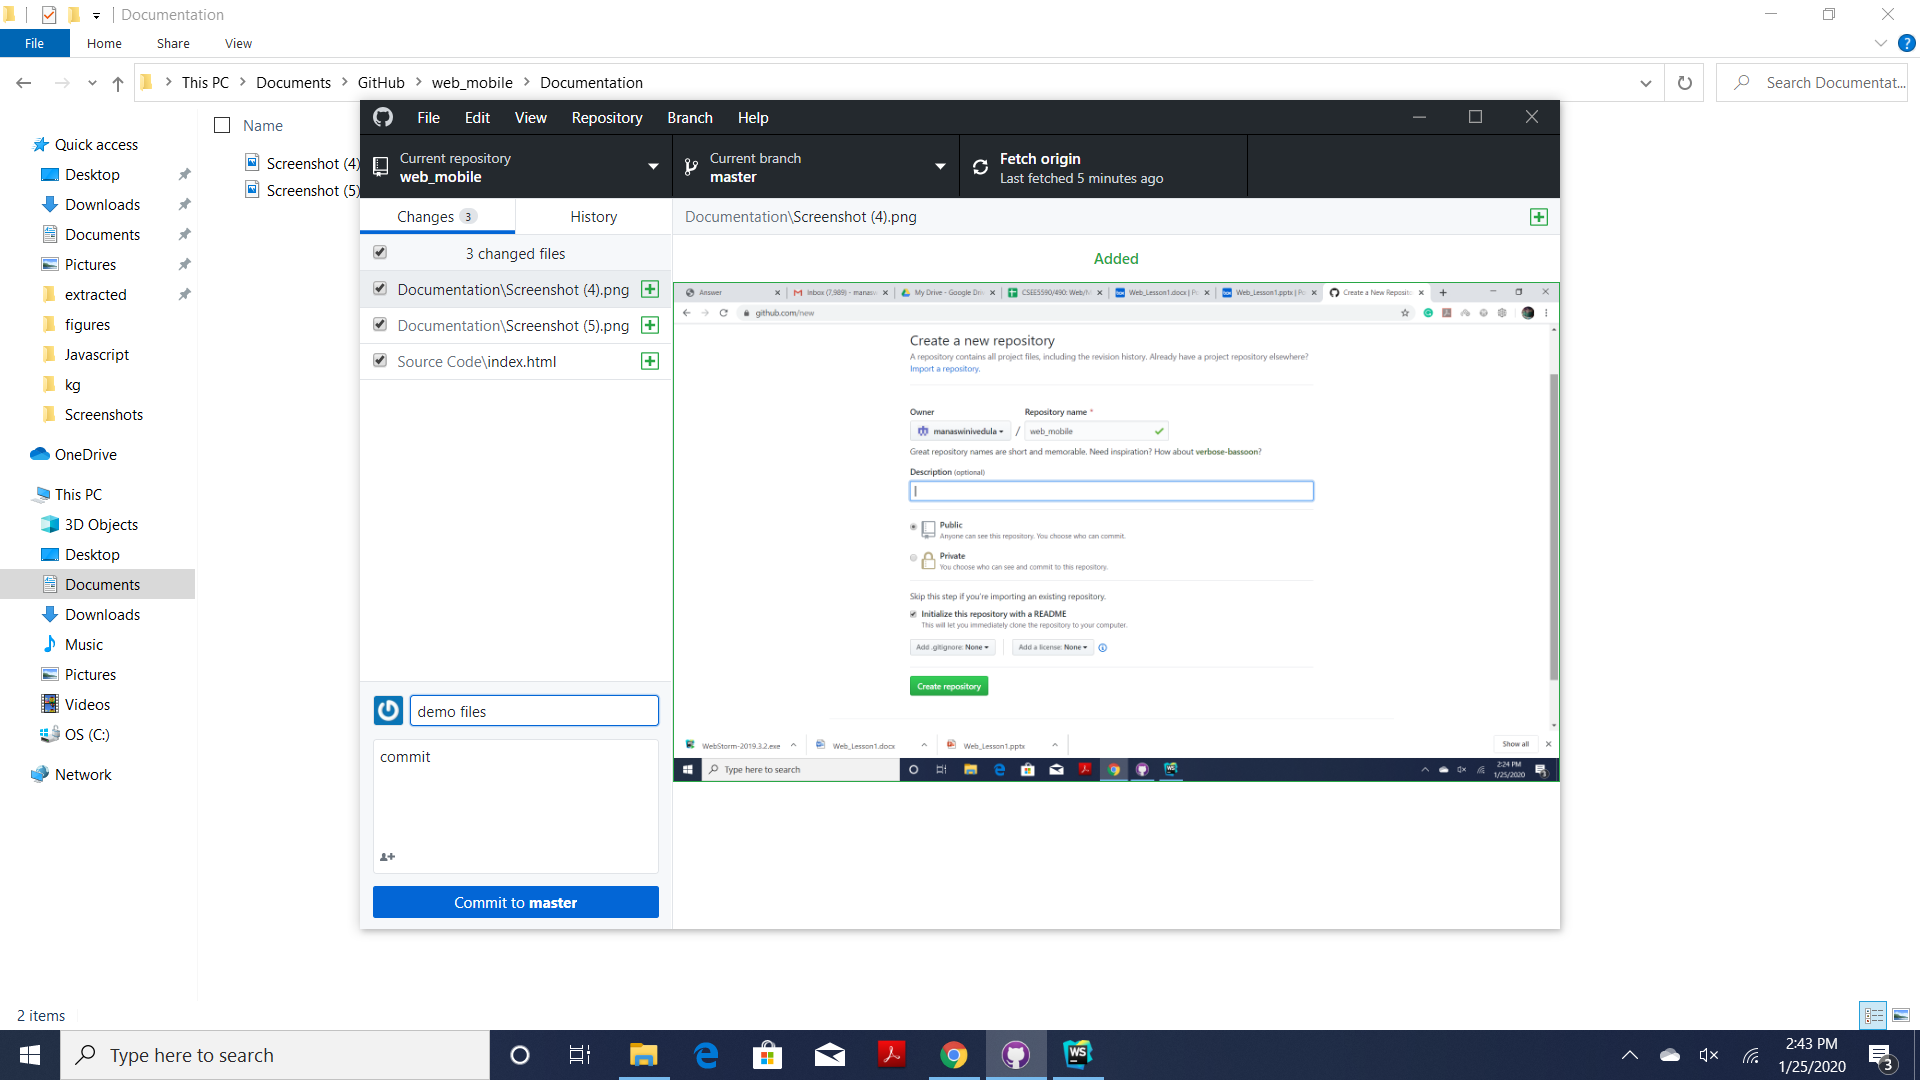 Documentation
File Home Share View
This PC > Documents > GitHub > web_mobile > Documentation
Search Documentat...
Name
Screenshot (4)
Screenshot (5)
Quick access
Desktop
Downloads
Documents
Pictures
extracted
figures
Javascript
kg
Screenshots
OneDrive
This PC
3D Objects
Desktop
Documents
Downloads
Music
Pictures
Videos
OS (C:)
Network
2 items
File Edit View Repository Branch Help
Current repository
web_mobile
Current branch
master
Fetch origin
Last fetched 5 minutes ago
Changes 3
History
3 changed files
Documentation\Screenshot (4).png
Documentation\Screenshot (5).png
Source Code\index.html
demo files
commit
Commit to master
Documentation\Screenshot (4).png
Added
Answer
Inbox (7,989) - manasw
My Drive - Google Dri
CSEE5590/490: Web/M
Web_Lesson1.docx | Po
Web_Lesson1.pptx | Po
Create a New Reposito
github.com/new
Create a new repository
A repository contains all project files, including the revision history. Already have a project repository elsewhere?
Import a repository.
Owner Repository name *
manaswinivedula / web_mobile
Great repository names are short and memorable. Need inspiration? How about verbose-bassoon?
Description (optional)
Public
Anyone can see this repository. You choose who can commit.
Private
You choose who can see and commit to this repository.
Skip this step if you're importing an existing repository.
Initialize this repository with a README
This will let you immediately clone the repository to your computer.
Add .gitignore: None Add a license: None
Create repository
WebStorm-2019.3.2.exe
Web_Lesson1.docx
Web_Lesson1.pptx
Show all
Type here to search
2:24 PM
1/25/2020
3
Type here to search
WS
2:43 PM
1/25/2020
3